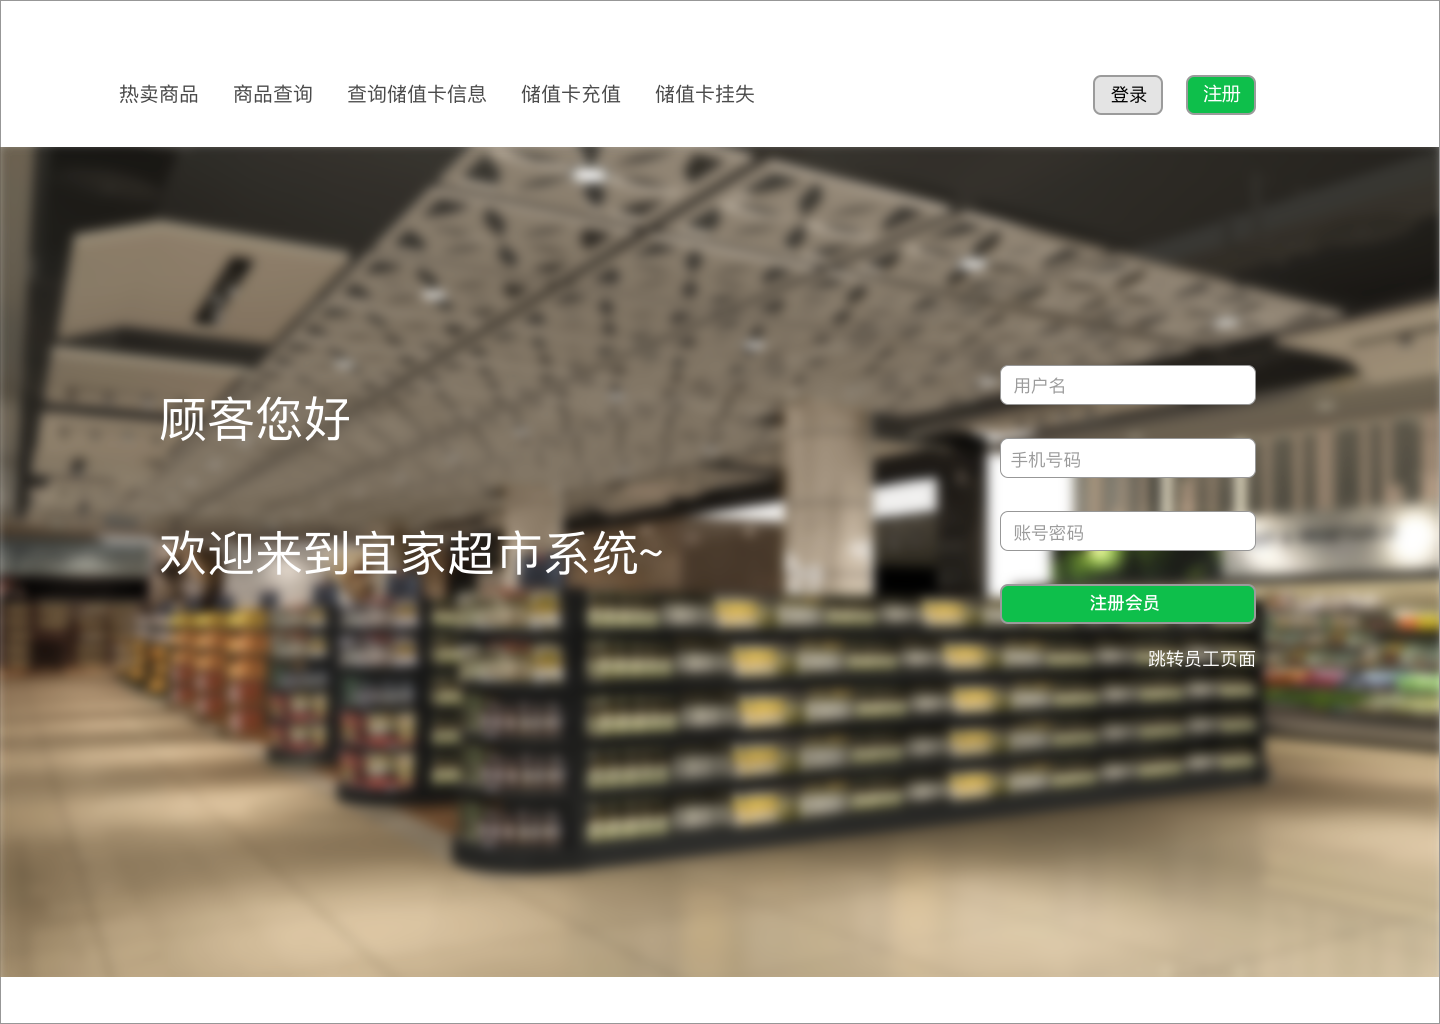 热卖商品 商品查询 查询储值卡信息 储值卡充值 储值卡挂失 登录 注册
顾客您好
欢迎来到宜家超市系统~
用户名
手机号码
账号密码
注册会员
跳转员工页面